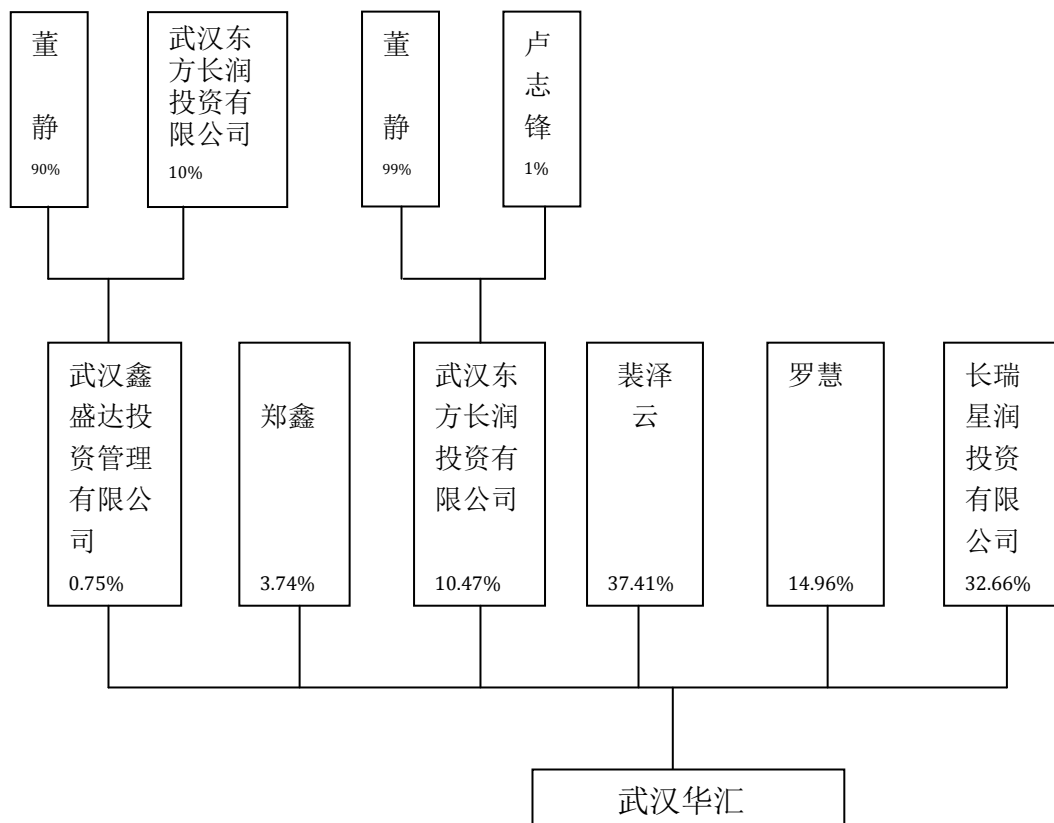 董
静
90%
武汉东
方长润
投资有
限公司
10%
董
静
99%
卢
志
锋
1%
武汉鑫
盛达投
资管理
有限公
司
0.75%
郑鑫
3.74%
武汉东
方长润
投资有
限公司
10.47%
裴泽
云
37.41%
罗慧
14.96%
长瑞
星润
投资
有限
公司
32.66%
武汉华汇